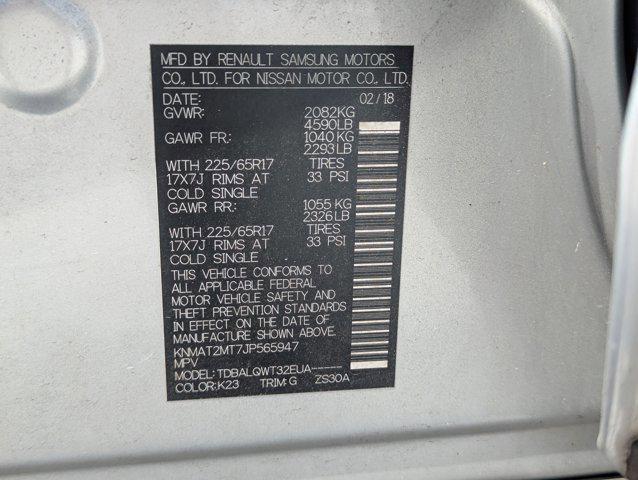 MFD BY RENAULT SAMSUNG MOTORS
CO., LTD. FOR NISSAN MOTOR CO., LTD.
DATE: 02/18
GVWR: 2082KG
4590LB
GAWR FR: 1040 KG
2293LB
WITH 225/65R17 TIRES
17X7J RIMS AT 33 PSI
COLD SINGLE
GAWR RR: 1055 KG
2326LB
WITH 225/65R17 TIRES
17X7J RIMS AT 33 PSI
COLD SINGLE
THIS VEHICLE CONFORMS TO
ALL APPLICABLE FEDERAL
MOTOR VEHICLE SAFETY AND
THEFT PREVENTION STANDARDS
IN EFFECT ON THE DATE OF
MANUFACTURE SHOWN ABOVE.
KNMAT2MT7JP565947
MPV
MODEL: TDBALQWT32EUA-----
COLOR: K23 TRIM: G ZS30A